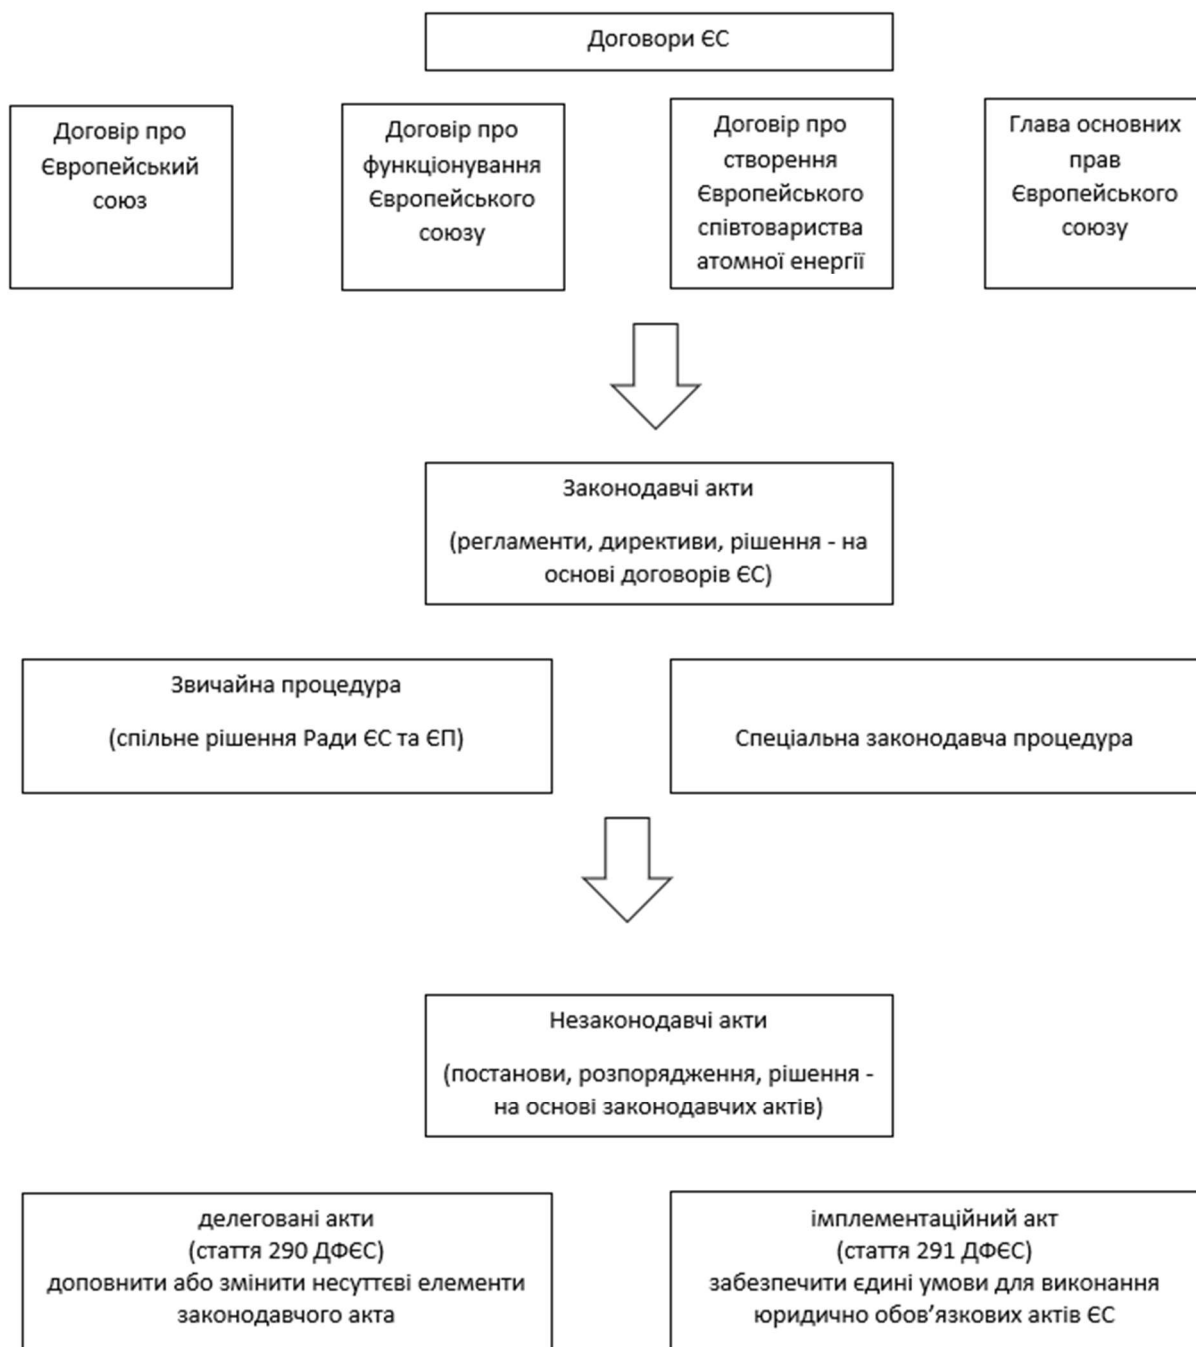 Договори ЄС
Договір про
Європейський
союз
Договір про
функціонування
Європейського
союзу
Договір про
створення
Європейського
співтовариства
атомної енергії
Глава основних
прав
Європейського
союзу
Законодавчі акти
(регламенти, директиви, рішення - на
основі договорів ЄС)
Звичайна процедура
(спільне рішення Ради ЄС та ЄП)
Спеціальна законодавча процедура
Незаконодавчі акти
(постанови, розпорядження, рішення -
на основі законодавчих актів)
делеговані акти
(стаття 290 ДФЄС)
доповнити або змінити несуттєві елементи
законодавчого акта
імплементаційний акт
(стаття 291 ДФЄС)
забезпечити єдині умови для виконання
юридично обов’язкових актів ЄС